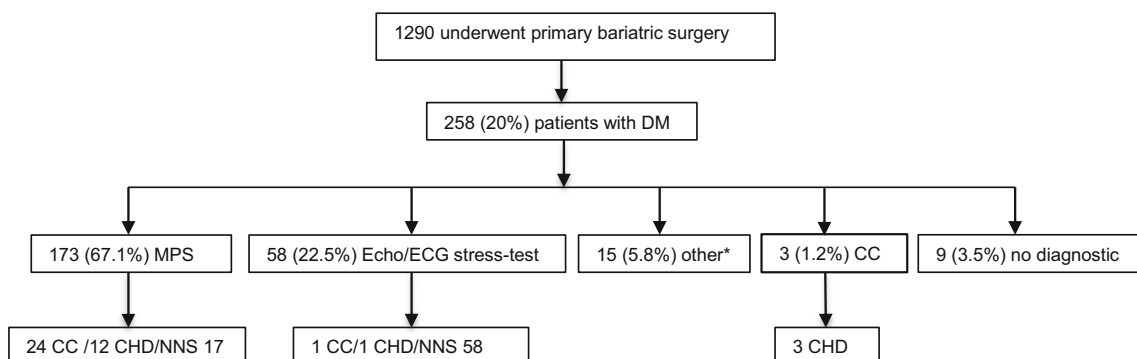 1290 underwent primary bariatric surgery
258 (20%) patients with DM
173 (67.1%) MPS
58 (22.5%) Echo/ECG stress-test
15 (5.8%) other*
3 (1.2%) CC
9 (3.5%) no diagnostic
24 CC /12 CHD/NNS 17
1 CC/1 CHD/NNS 58
3 CHD